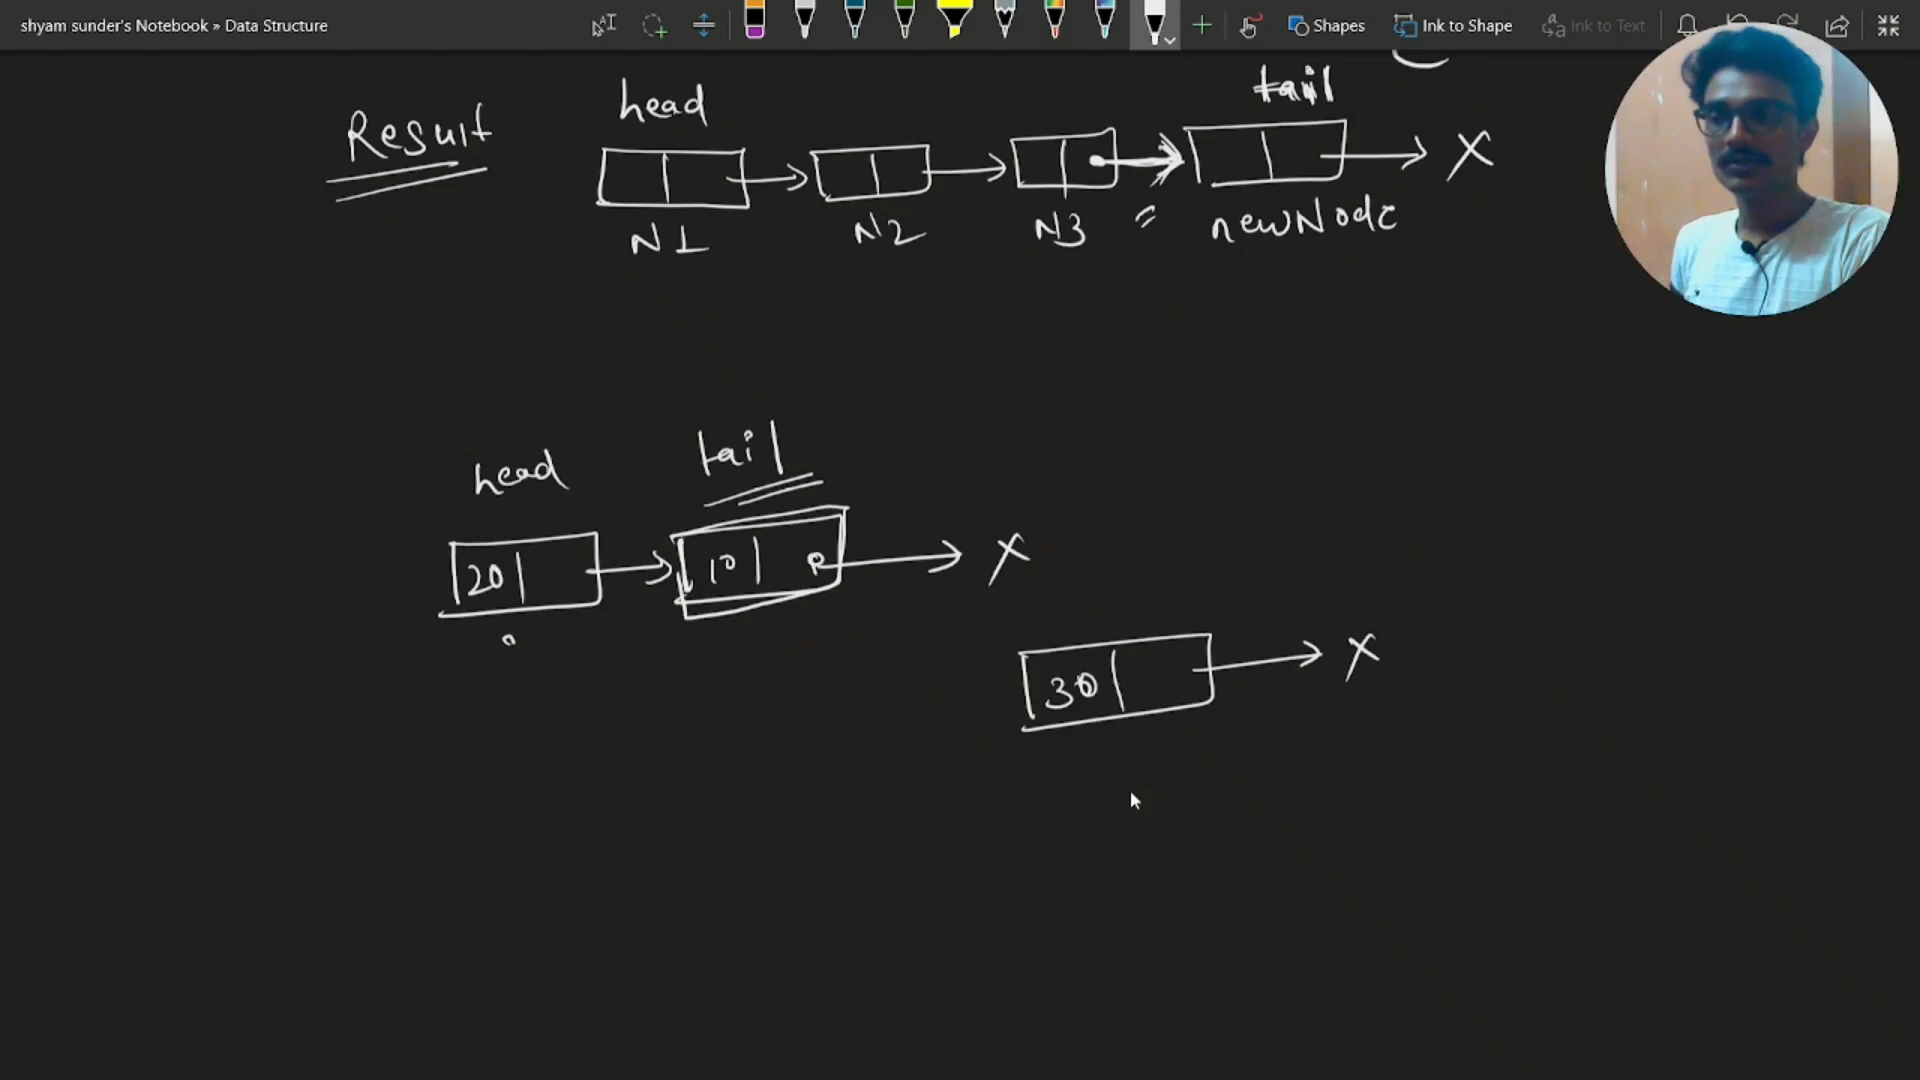 shyam sunder's Notebook » Data Structure
Shapes
Ink to Shape
Ink to Text
Result
head
tail
X
N1
N2
N3
=
newNode
head
tail
20
10
X
30
X